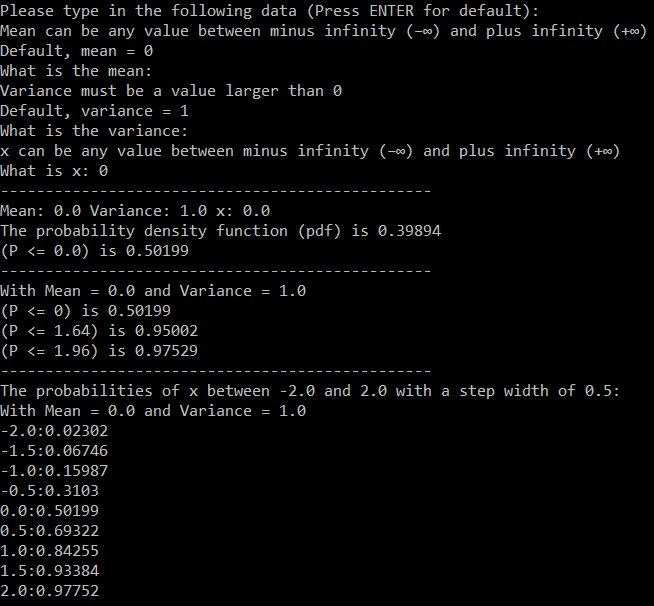 Please type in the following data (Press ENTER for default):
Mean can be any value between minus infinity (−∞) and plus infinity (+∞)
Default, mean = 0
What is the mean:
Variance must be a value larger than 0
Default, variance = 1
What is the variance:
x can be any value between minus infinity (−∞) and plus infinity (+∞)
What is x: 0
------------------------------------------------
Mean: 0.0 Variance: 1.0 x: 0.0
The probability density function (pdf) is 0.39894
(P <= 0.0) is 0.50199
------------------------------------------------
With Mean = 0.0 and Variance = 1.0
(P <= 0) is 0.50199
(P <= 1.64) is 0.95002
(P <= 1.96) is 0.97529
------------------------------------------------
The probabilities of x between -2.0 and 2.0 with a step width of 0.5:
With Mean = 0.0 and Variance = 1.0
-2.0:0.02302
-1.5:0.06746
-1.0:0.15987
-0.5:0.3103
0.0:0.50199
0.5:0.69322
1.0:0.84255
1.5:0.93384
2.0:0.97752